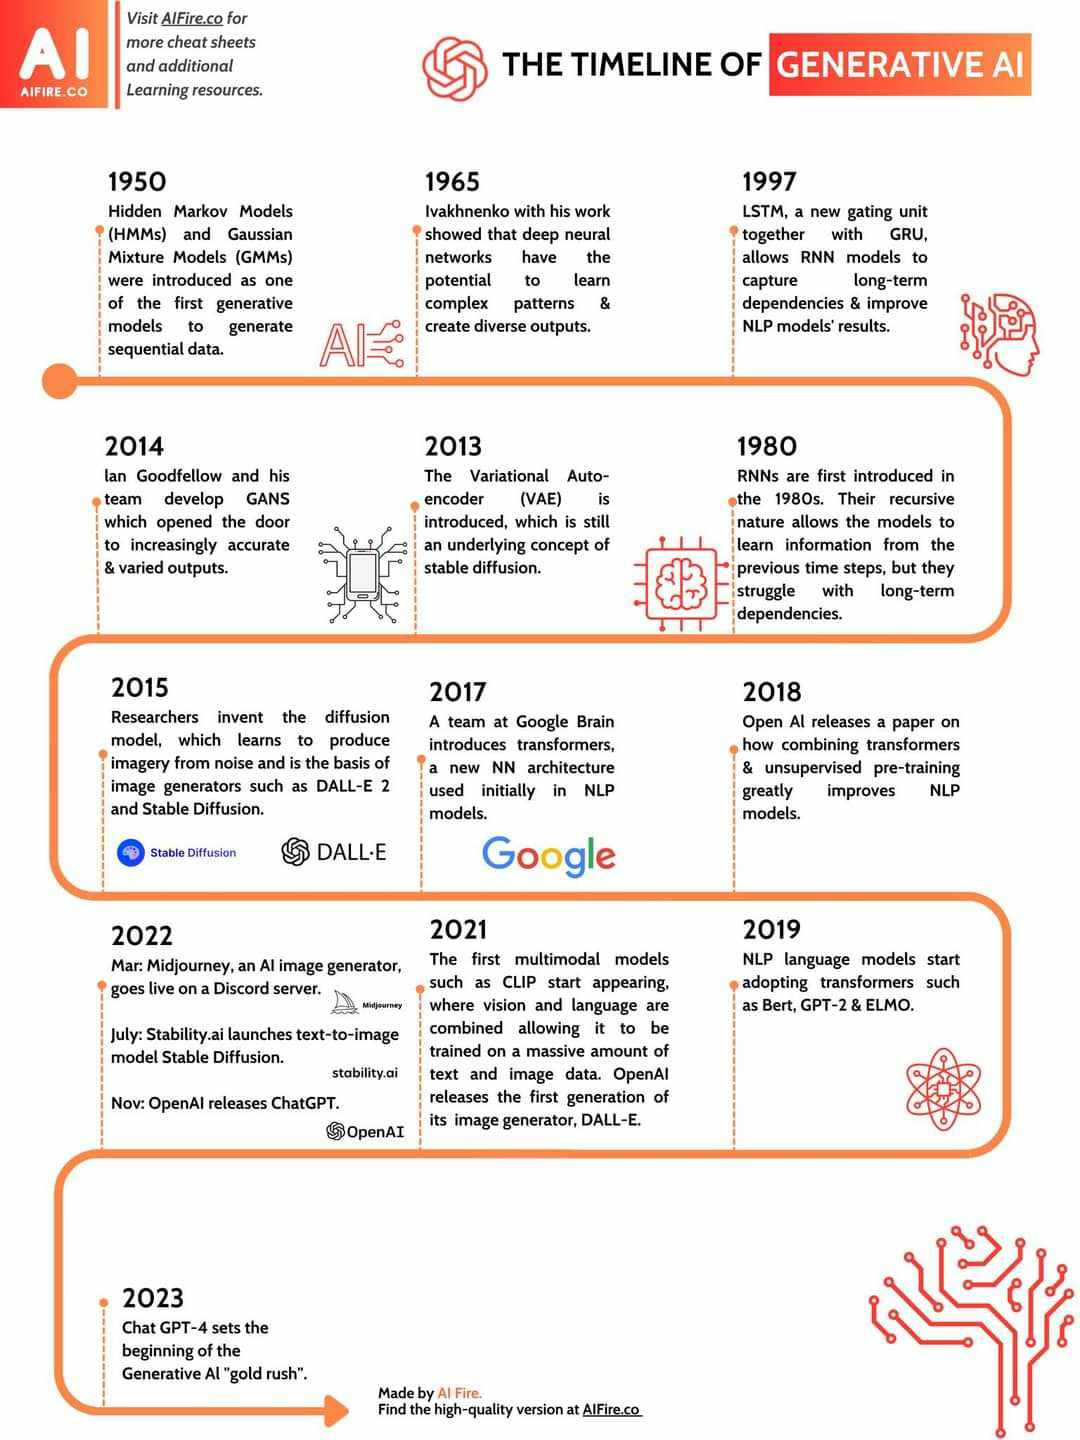 AI
AIFIRE.CO
Visit AIFire.co for
more cheat sheets
and additional
Learning resources.
THE TIMELINE OF GENERATIVE AI
1950
Hidden Markov Models
(HMMs) and Gaussian
Mixture Models (GMMs)
were introduced as one
of the first generative
models to generate
sequential data.
AI
1965
Ivakhnenko with his work
showed that deep neural
networks have the
potential to learn
complex patterns &
create diverse outputs.
1997
LSTM, a new gating unit
together with GRU,
allows RNN models to
capture long-term
dependencies & improve
NLP models' results.
2014
Ian Goodfellow and his
team develop GANS
which opened the door
to increasingly accurate
& varied outputs.
2013
The Variational Auto-
encoder (VAE) is
introduced, which is still
an underlying concept of
stable diffusion.
1980
RNNs are first introduced in
the 1980s. Their recursive
nature allows the models to
learn information from the
previous time steps, but they
struggle with long-term
dependencies.
2015
Researchers invent the diffusion
model, which learns to produce
imagery from noise and is the basis of
image generators such as DALL-E 2
and Stable Diffusion.
Stable Diffusion
DALL·E
2017
A team at Google Brain
introduces transformers,
a new NN architecture
used initially in NLP
models.
Google
2018
Open AI releases a paper on
how combining transformers
& unsupervised pre-training
greatly improves NLP
models.
2022
Mar: Midjourney, an AI image generator,
goes live on a Discord server.
Midjourney
July: Stability.ai launches text-to-image
model Stable Diffusion.
stability.ai
Nov: OpenAI releases ChatGPT.
OpenAI
2021
The first multimodal models
such as CLIP start appearing,
where vision and language are
combined allowing it to be
trained on a massive amount of
text and image data. OpenAI
releases the first generation of
its image generator, DALL-E.
2019
NLP language models start
adopting transformers such
as Bert, GPT-2 & ELMO.
2023
Chat GPT-4 sets the
beginning of the
Generative AI "gold rush".
Made by AI Fire.
Find the high-quality version at AIFire.co